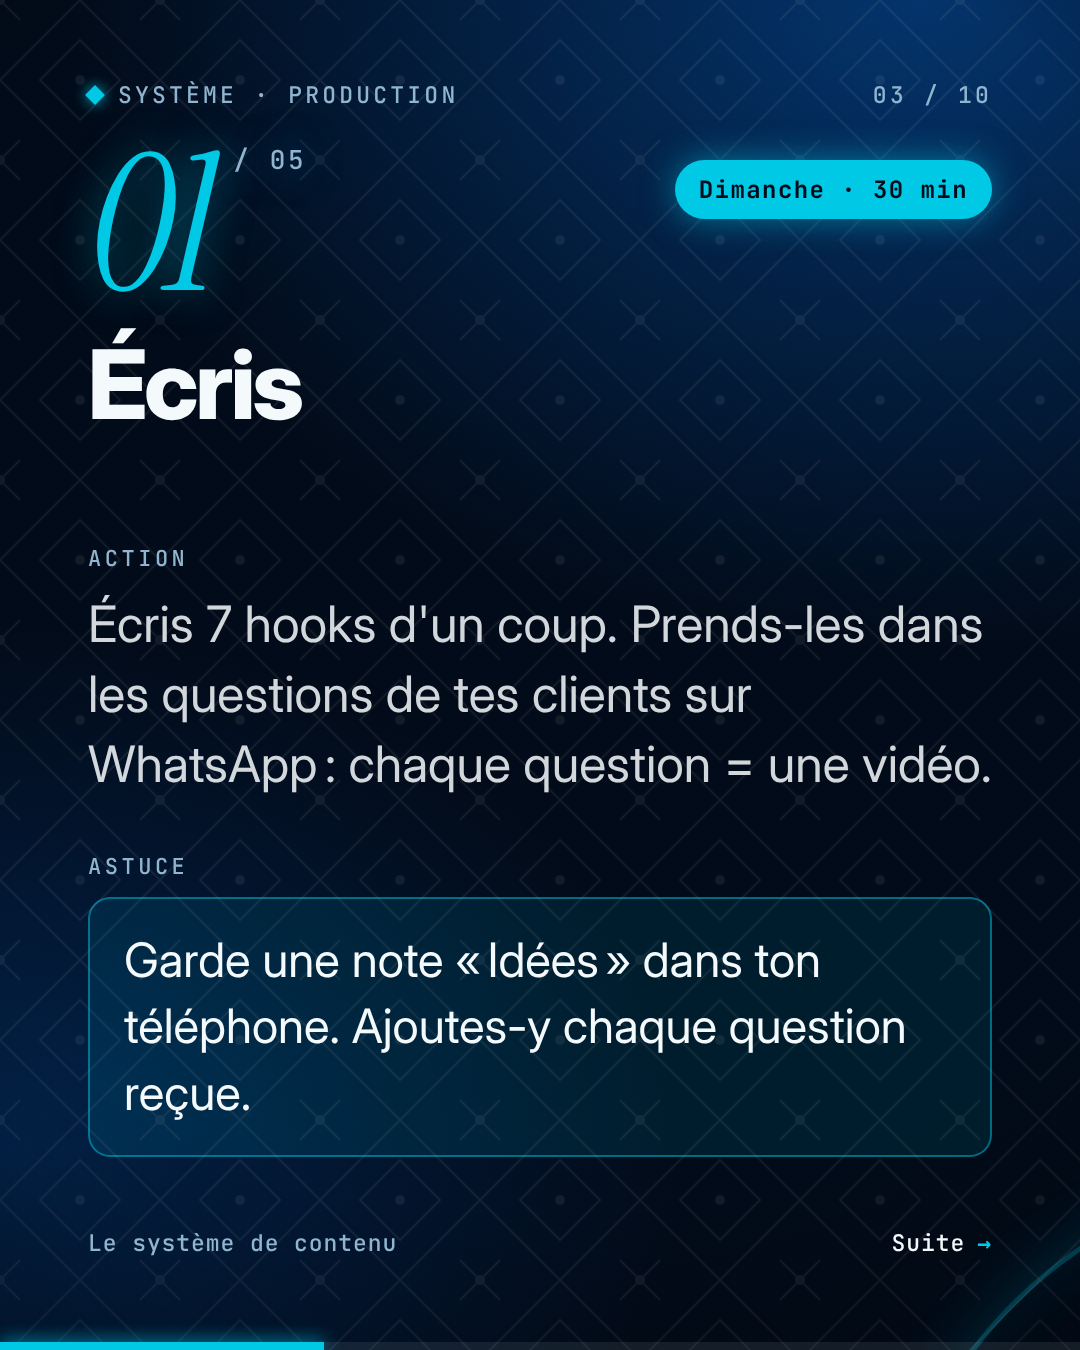 SYSTÈME · PRODUCTION
03 / 10
01 / 05
Dimanche · 30 min
Écris
ACTION
Écris 7 hooks d'un coup. Prends-les dans
les questions de tes clients sur
WhatsApp : chaque question = une vidéo.
ASTUCE
Garde une note « Idées » dans ton
téléphone. Ajoutes-y chaque question
reçue.
Le système de contenu
Suite →